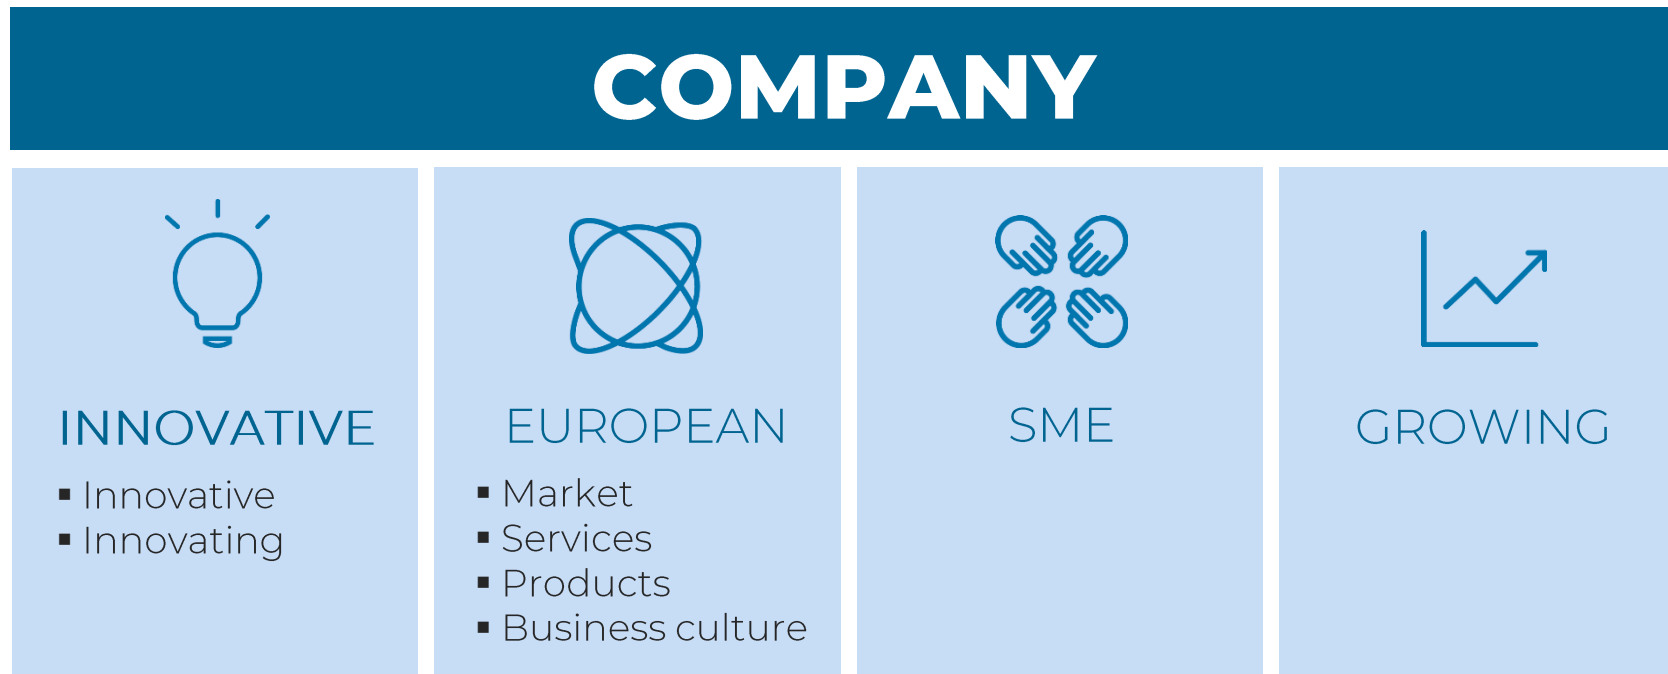 COMPANY
INNOVATIVE
▪ Innovative
▪ Innovating
EUROPEAN
▪ Market
▪ Services
▪ Products
▪ Business culture
SME
GROWING